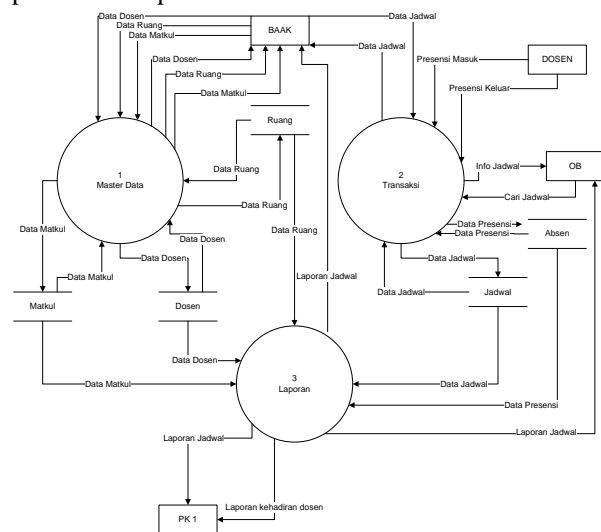 Data Dosen
Data Jadwal
Data Ruang
BAAK
Data Matkul
Data Jadwal
Presensi Masuk
DOSEN
Data Dosen
Data Ruang
Presensi Keluar
Data Matkul
Ruang
1
Master Data
2
Transaksi
Info Jadwal
OB
Data Ruang
Cari Jadwal
Data Ruang
Data Presensi
Data Presensi
Absen
Data Matkul
Data Ruang
Data Dosen
Data Dosen
Data Jadwal
Data Matkul
Laporan Jadwal
Data Jadwal
Jadwal
Matkul
Dosen
Data Dosen
3
Laporan
Data Matkul
Data Jadwal
Data Presensi
Laporan Jadwal
Laporan Jadwal
Laporan kehadiran dosen
PK 1